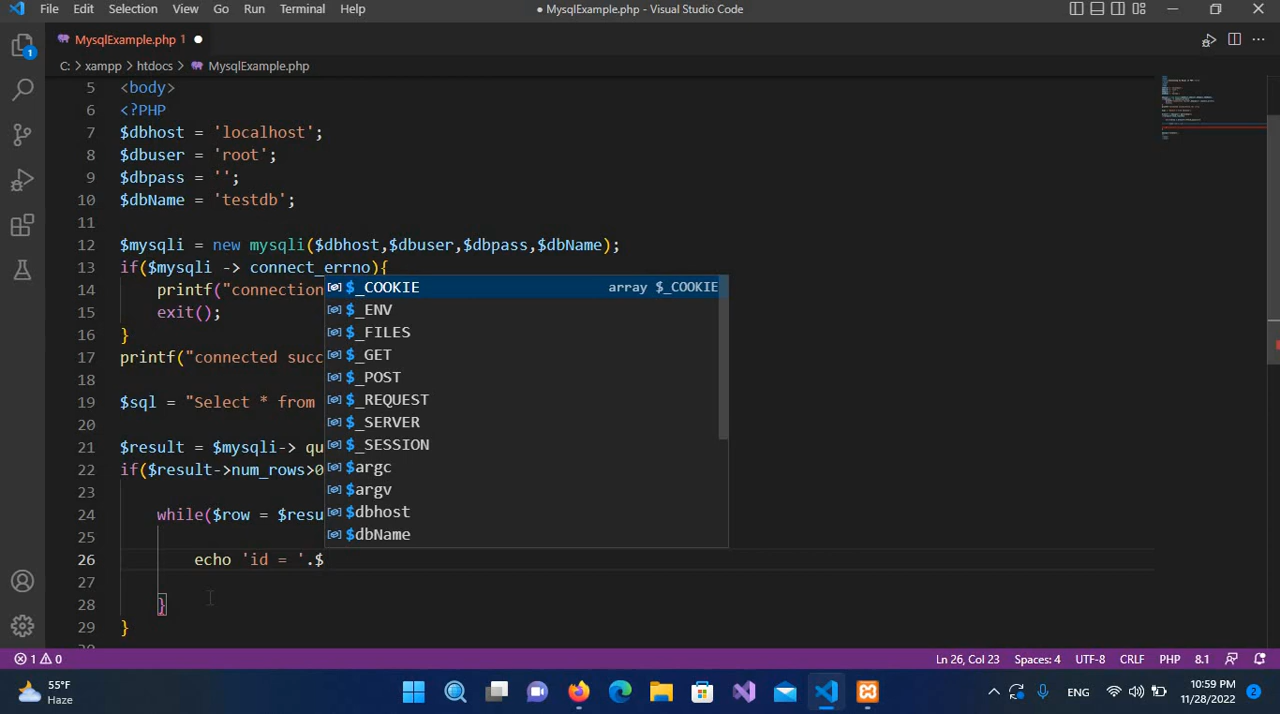 File Edit Selection View Go Run Terminal Help ● MysqlExample.php - Visual Studio Code
1 MysqlExample.php 1 ●
C: > xampp > htdocs > MysqlExample.php
5 <body>
6 <?PHP
7 $dbhost = 'localhost';
8 $dbuser = 'root';
9 $dbpass = '';
10 $dbName = 'testdb';
11
12 $mysqli = new mysqli($dbhost,$dbuser,$dbpass,$dbName);
13 if($mysqli -> connect_errno){
14 printf("connection
15 exit();
16 }
17 printf("connected succ
18
19 $sql = "Select * from
20
21 $result = $mysqli-> qu
22 if($result->num_rows>0
23
24 while($row = $resu
25
26 echo 'id = '.$
27
28 }
29 }
$_COOKIE array $_COOKIE
$_ENV
$_FILES
$_GET
$_POST
$_REQUEST
$_SERVER
$_SESSION
$argc
$argv
$dbhost
$dbName
1 0 Ln 26, Col 23 Spaces: 4 UTF-8 CRLF PHP 8.1
55°F
Haze
ENG
10:59 PM
11/28/2022
2